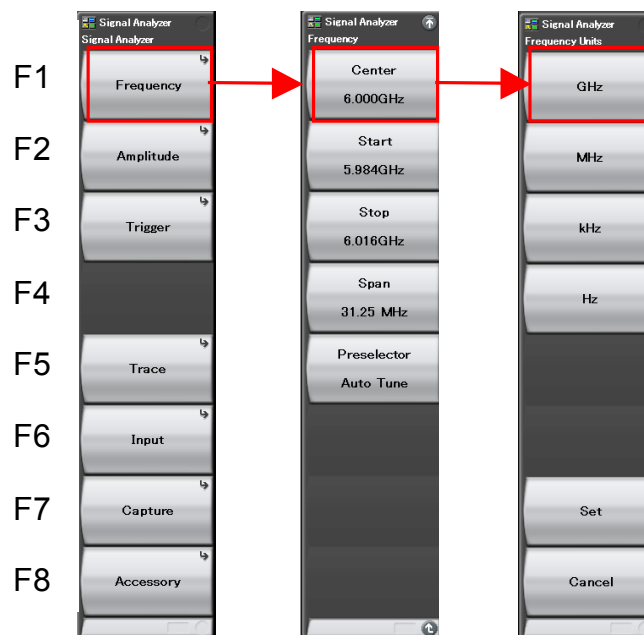 Signal Analyzer
Signal Analyzer
F1
Frequency
F2
Amplitude
F3
Trigger
F4
F5
Trace
F6
Input
F7
Capture
F8
Accessory
Signal Analyzer
Frequency
Center
6.000GHz
Start
5.984GHz
Stop
6.016GHz
Span
31.25 MHz
Preselector
Auto Tune
Signal Analyzer
Frequency Units
GHz
MHz
kHz
Hz
Set
Cancel